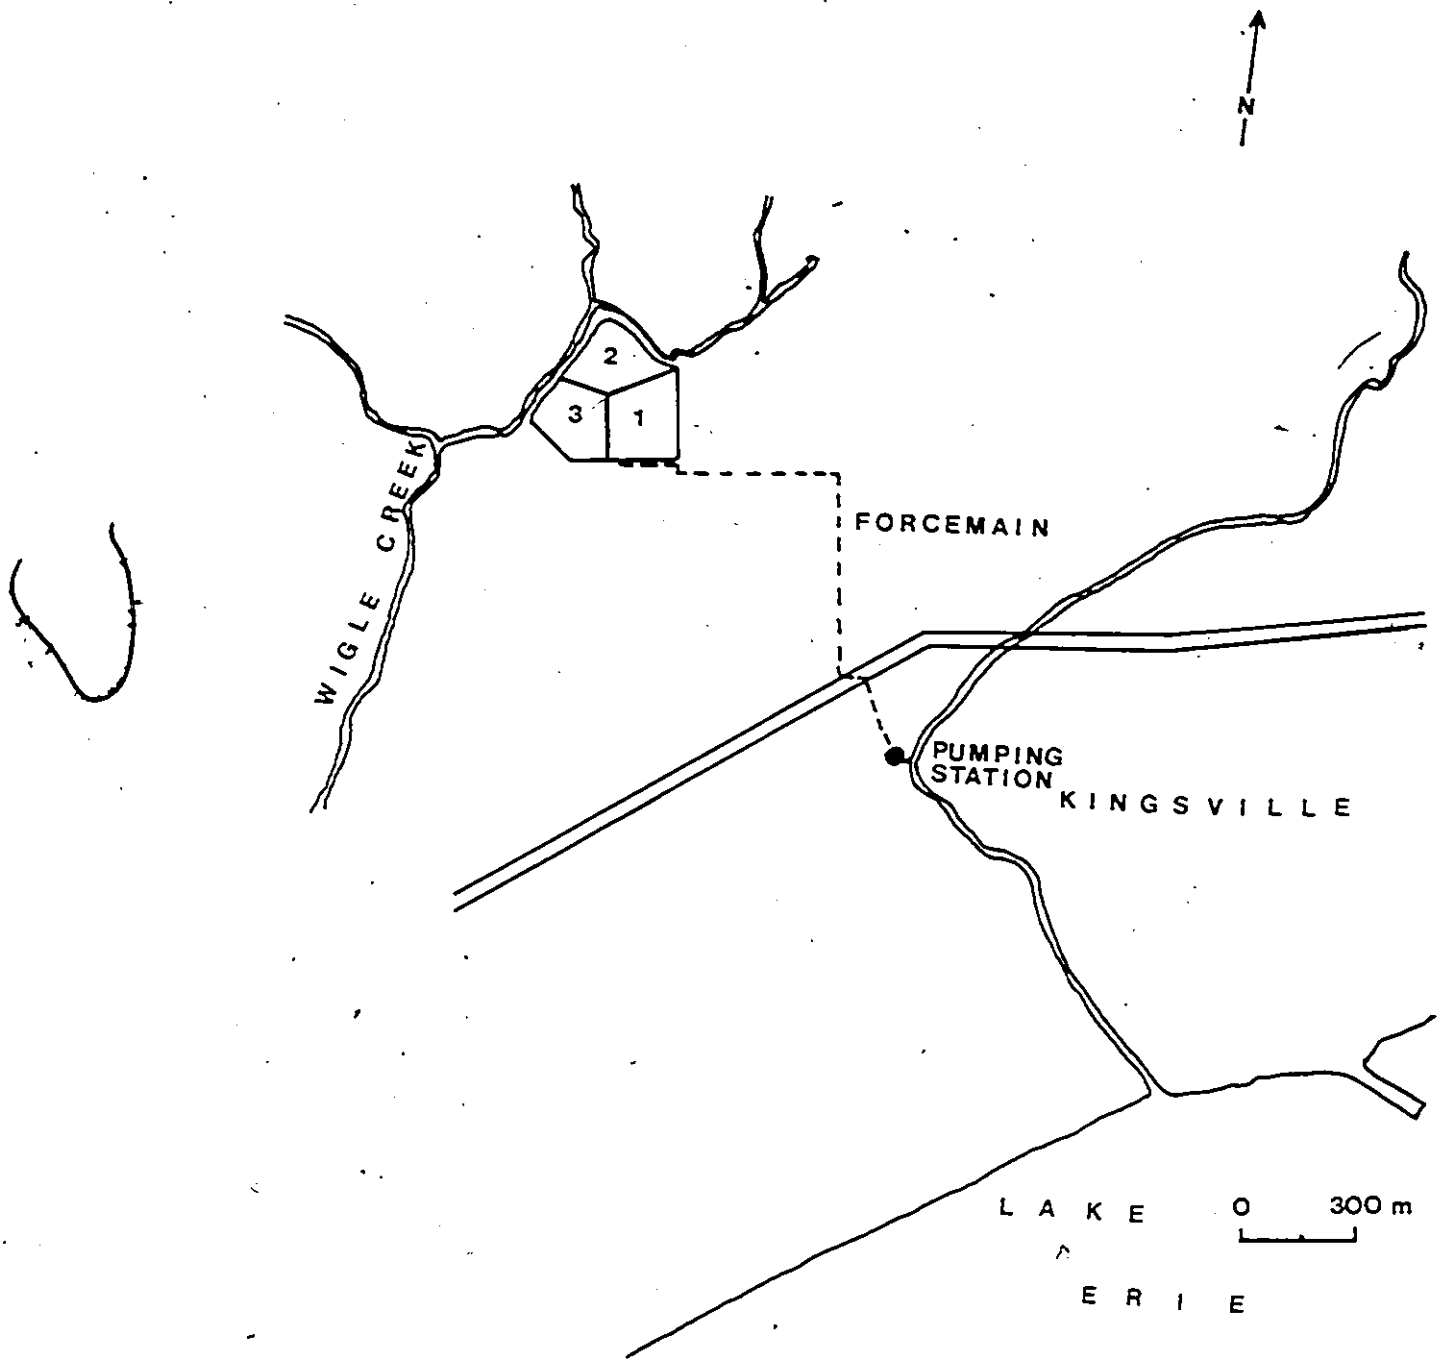 N
2
3
1
WIGLE CREEK
FORCEMAIN
PUMPING
STATION
KINGSVILLE
LAKE
ERIE
0 300 m